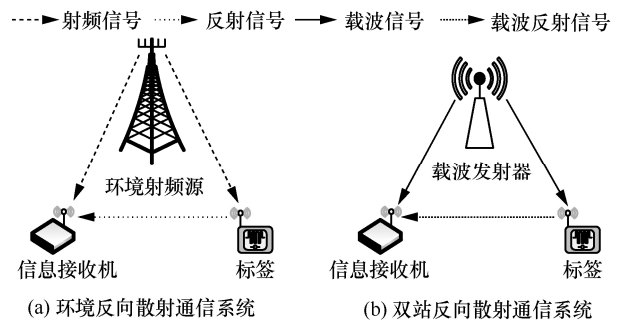 射频信号 反射信号 载波信号 载波反射信号
环境射频源
载波发射器
信息接收机 标签 信息接收机 标签
(a) 环境反向散射通信系统 (b) 双站反向散射通信系统